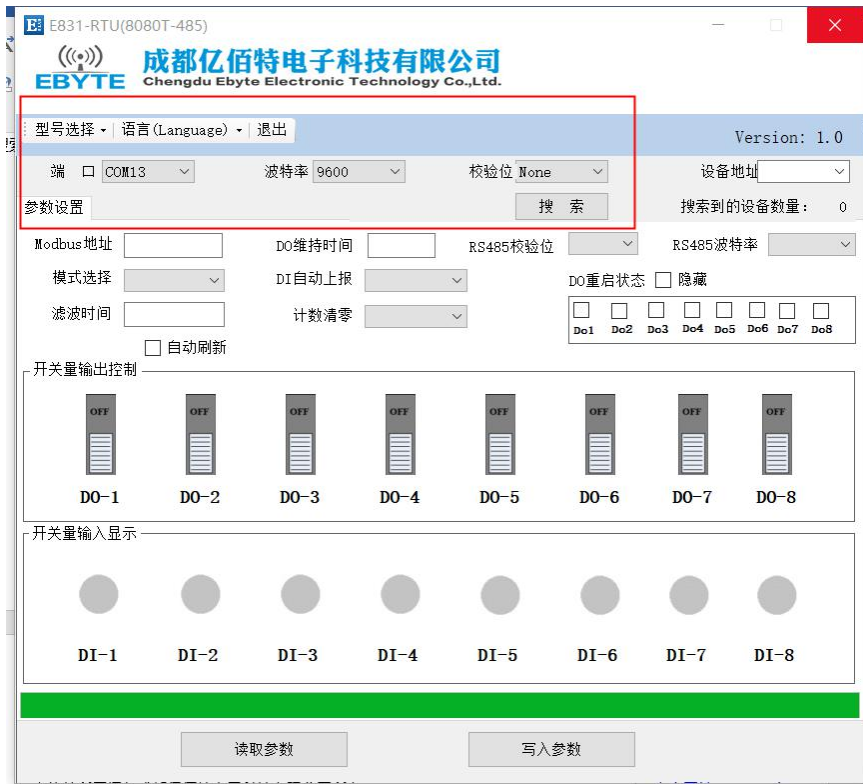 E831-RTU(8080T-485)
EBYTE
成都亿佰特电子科技有限公司
Chengdu Ebyte Electronic Technology Co.,Ltd.
型号选择 语言(Language) 退出
Version: 1.0
端 口 COM13 波特率 9600 校验位 None 设备地址
参数设置 搜 索 搜索到的设备数量: 0
Modbus地址 DO维持时间 RS485校验位 RS485波特率
模式选择 DI自动上报 DO重启状态 隐藏
滤波时间 计数清零
Do1 Do2 Do3 Do4 Do5 Do6 Do7 Do8
自动刷新
开关量输出控制
OFF OFF OFF OFF OFF OFF OFF OFF
DO-1 DO-2 DO-3 DO-4 DO-5 DO-6 DO-7 DO-8
开关量输入显示
DI-1 DI-2 DI-3 DI-4 DI-5 DI-6 DI-7 DI-8
读取参数 写入参数